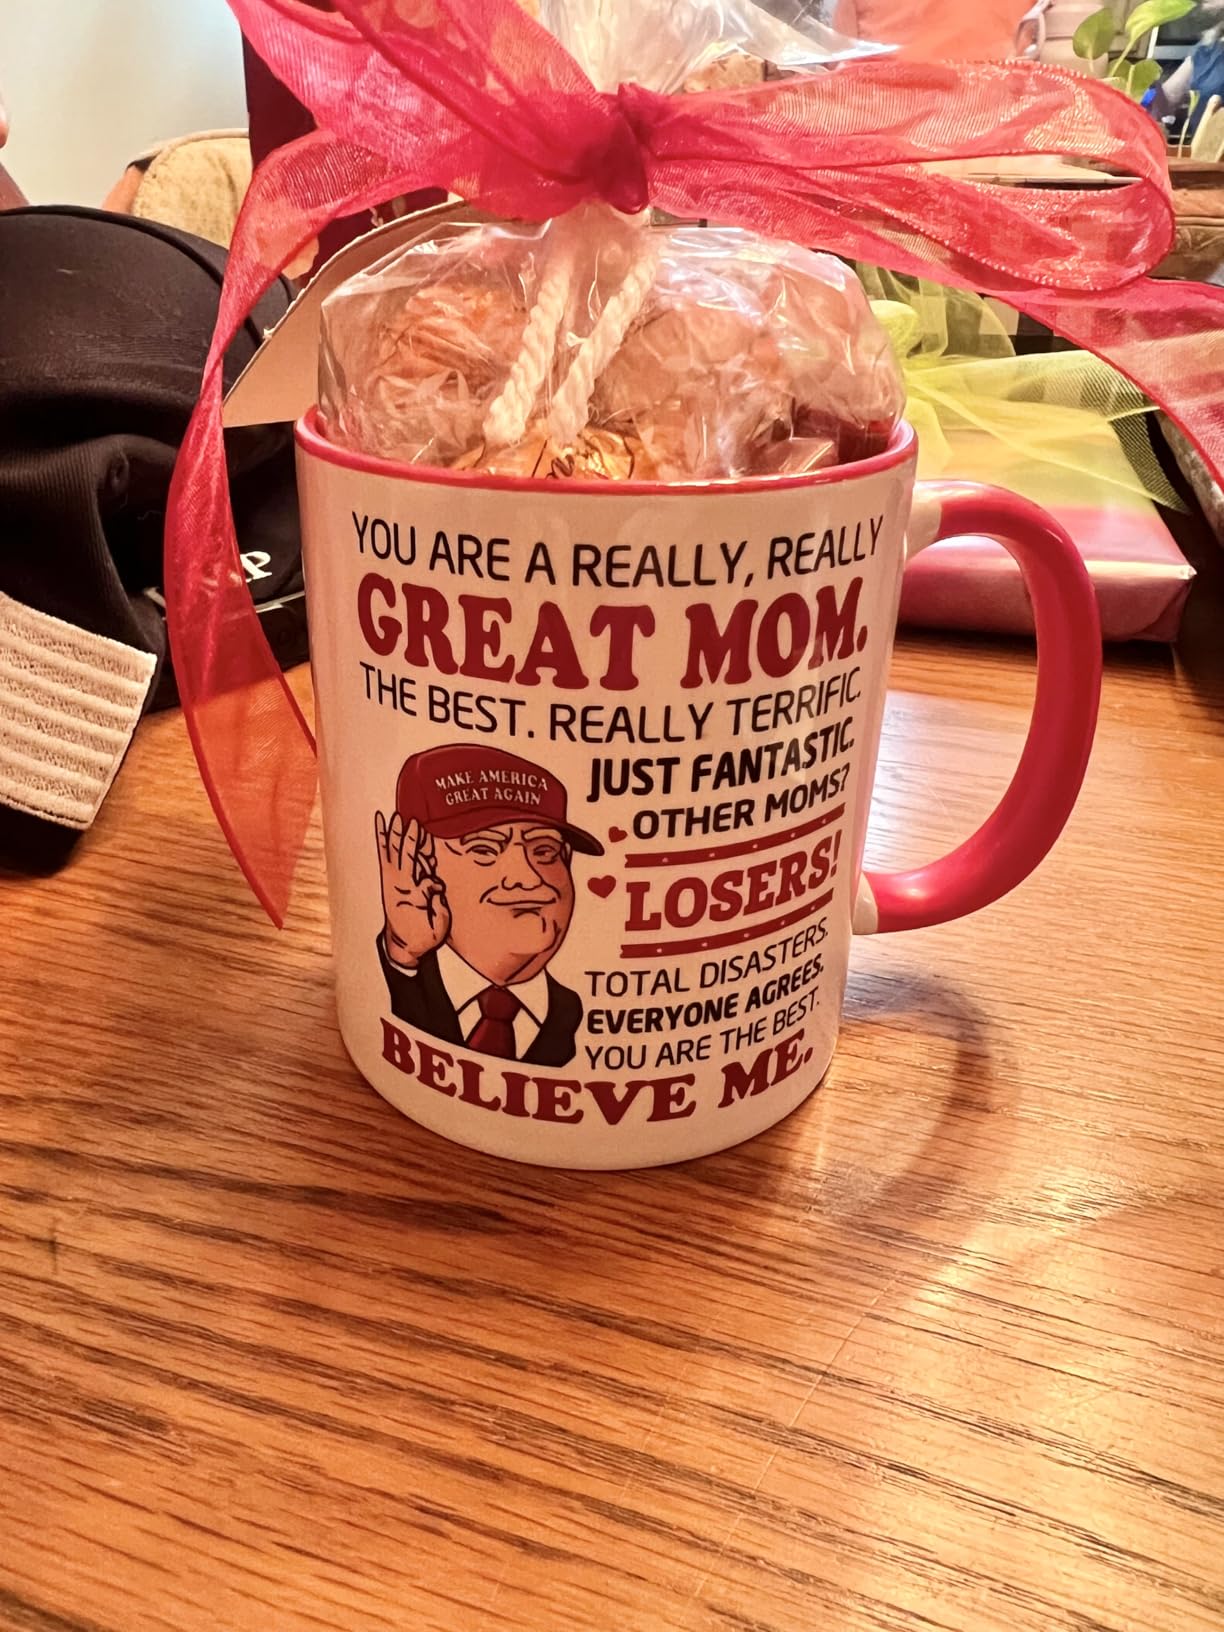 YOU ARE A REALLY, REALLY
GREAT MOM.
THE BEST. REALLY TERRIFIC.
JUST FANTASTIC.
OTHER MOMS?
LOSERS!
MAKE AMERICA
GREAT AGAIN
TOTAL DISASTERS.
EVERYONE AGREES.
YOU ARE THE BEST.
BELIEVE ME.